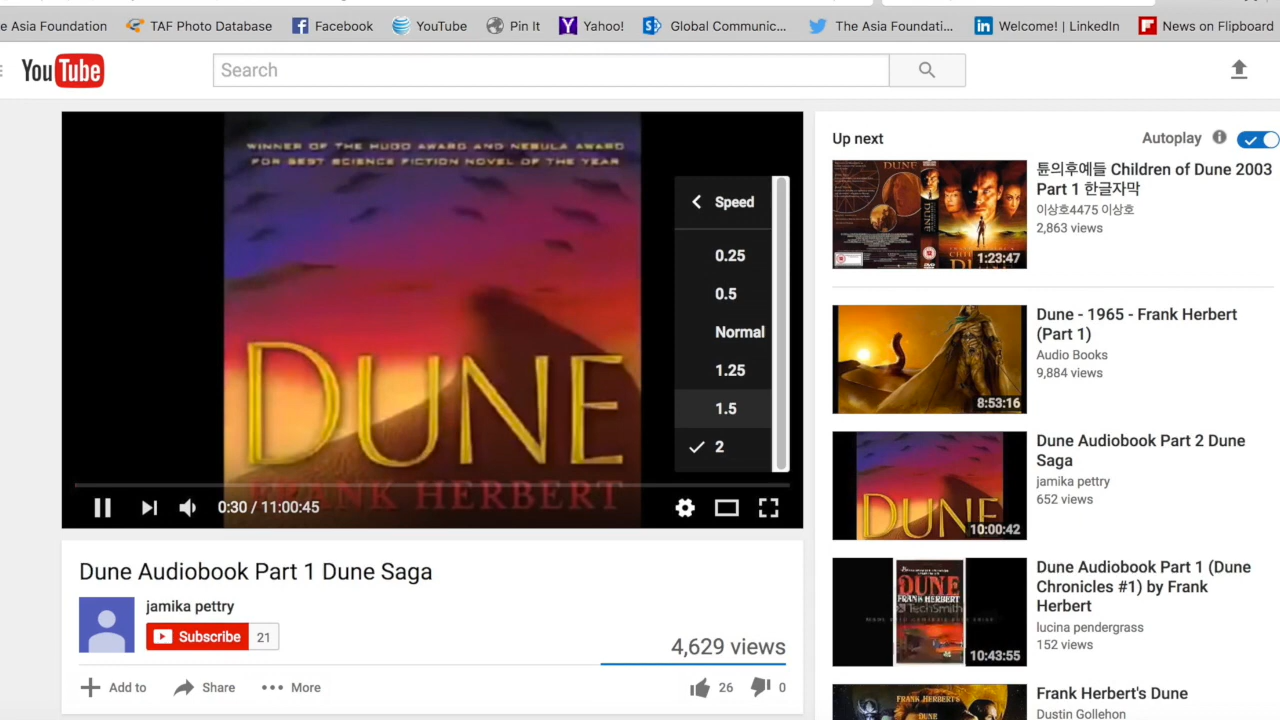 e Asia Foundation
TAF Photo Database
Facebook
YouTube
Pin It
Yahoo!
Global Communic...
The Asia Foundati...
Welcome! | LinkedIn
News on Flipboard
YouTube
Search
WINNER OF THE HUGO AWARD AND NEBULA AWARD
FOR BEST SCIENCE FICTION NOVEL OF THE YEAR
DUNE
FRANK HERBERT
Speed
0.25
0.5
Normal
1.25
1.5
2
0:30 / 11:00:45
Dune Audiobook Part 1 Dune Saga
jamika pettry
Subscribe 21
4,629 views
Add to
Share
More
26
0
Up next
Autoplay
DUNE
DUNE
1:23:47
튠의후예들 Children of Dune 2003
Part 1 한글자막
이상호4475 이상호
2,863 views
8:53:16
Dune - 1965 - Frank Herbert
(Part 1)
Audio Books
9,884 views
DUNE
10:00:42
Dune Audiobook Part 2 Dune
Saga
jamika pettry
652 views
DUNE
FRANK HERBERT
TechSmith
10:43:55
Dune Audiobook Part 1 (Dune
Chronicles #1) by Frank
Herbert
lucina pendergrass
152 views
FRANK HERBERT'S
DUNE
Frank Herbert's Dune
Dustin Gollehon